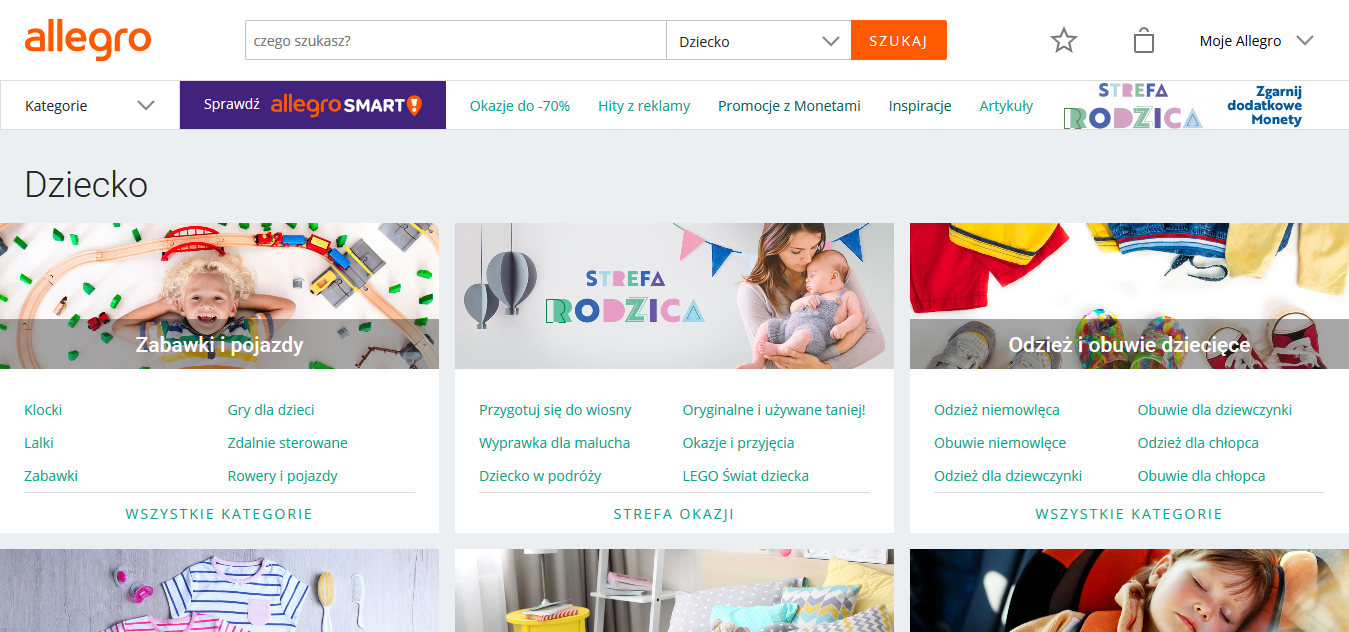 allegro
czego szukasz?
Dziecko
SZUKAJ
Moje Allegro
Kategorie
Sprawdź allegro SMART!
Okazje do -70%
Hity z reklamy
Promocje z Monetami
Inspiracje
Artykuły
STREFA
RODZICA
Zgarnij
dodatkowe
Monety
Dziecko
Zabawki i pojazdy
STREFA
RODZICA
Odzież i obuwie dziecięce
Klocki
Gry dla dzieci
Lalki
Zdalnie sterowane
Zabawki
Rowery i pojazdy
WSZYSTKIE KATEGORIE
Przygotuj się do wiosny
Oryginalne i używane taniej!
Wyprawka dla malucha
Okazje i przyjęcia
Dziecko w podróży
LEGO Świat dziecka
STREFA OKAZJI
Odzież niemowlęca
Obuwie dla dziewczynki
Obuwie niemowlęce
Odzież dla chłopca
Odzież dla dziewczynki
Obuwie dla chłopca
WSZYSTKIE KATEGORIE